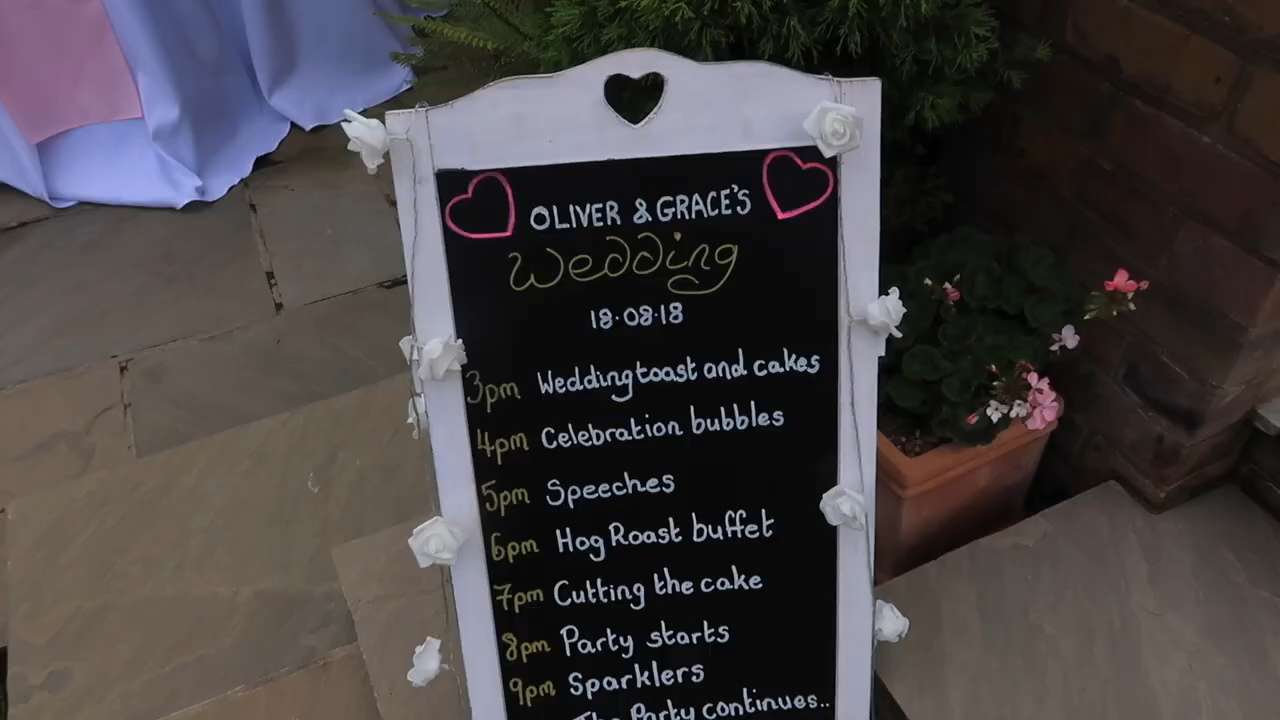 OLIVER & GRACE'S
Wedding
18·08·18
3pm Wedding toast and cakes
4pm Celebration bubbles
5pm Speeches
6pm Hog Roast buffet
7pm Cutting the cake
8pm Party starts
9pm Sparklers
The Party continues..